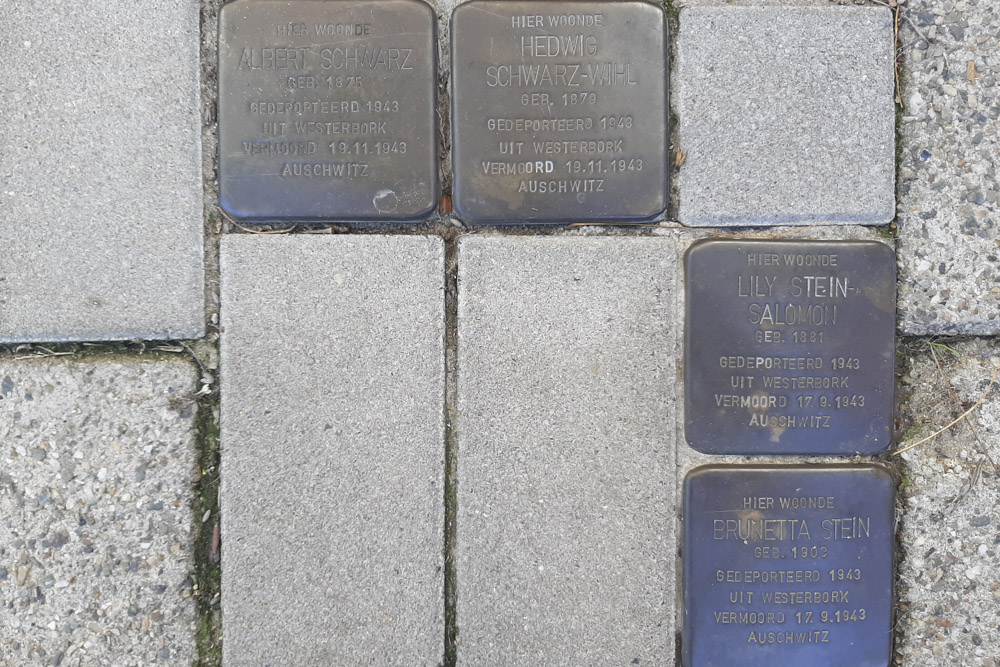 HIER WOONDE
ALBERT SCHWARZ
GEB. 1875
GEDEPORTEERD 1943
UIT WESTERBORK
VERMOORD 19.11.1943
AUSCHWITZ
HIER WOONDE
HEDWIG
SCHWARZ-WIHL
GEB. 1879
GEDEPORTEERD 1943
UIT WESTERBORK
VERMOORD 19.11.1943
AUSCHWITZ
HIER WOONDE
LILY STEIN-
SALOMON
GEB. 1881
GEDEPORTEERD 1943
UIT WESTERBORK
VERMOORD 17.9.1943
AUSCHWITZ
HIER WOONDE
BRUNETTA STEIN
GEB. 1903
GEDEPORTEERD 1943
UIT WESTERBORK
VERMOORD 17.9.1943
AUSCHWITZ